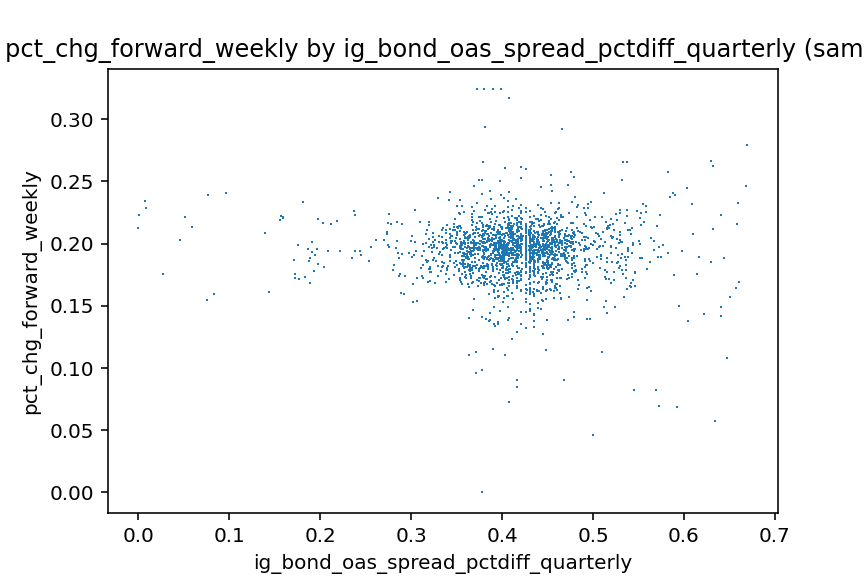 pct_chg_forward_weekly by ig_bond_oas_spread_pctdiff_quarterly (sam
0.30
0.25
0.20
0.15
0.10
0.05
0.00
pct_chg_forward_weekly
0.0 0.1 0.2 0.3 0.4 0.5 0.6 0.7
ig_bond_oas_spread_pctdiff_quarterly